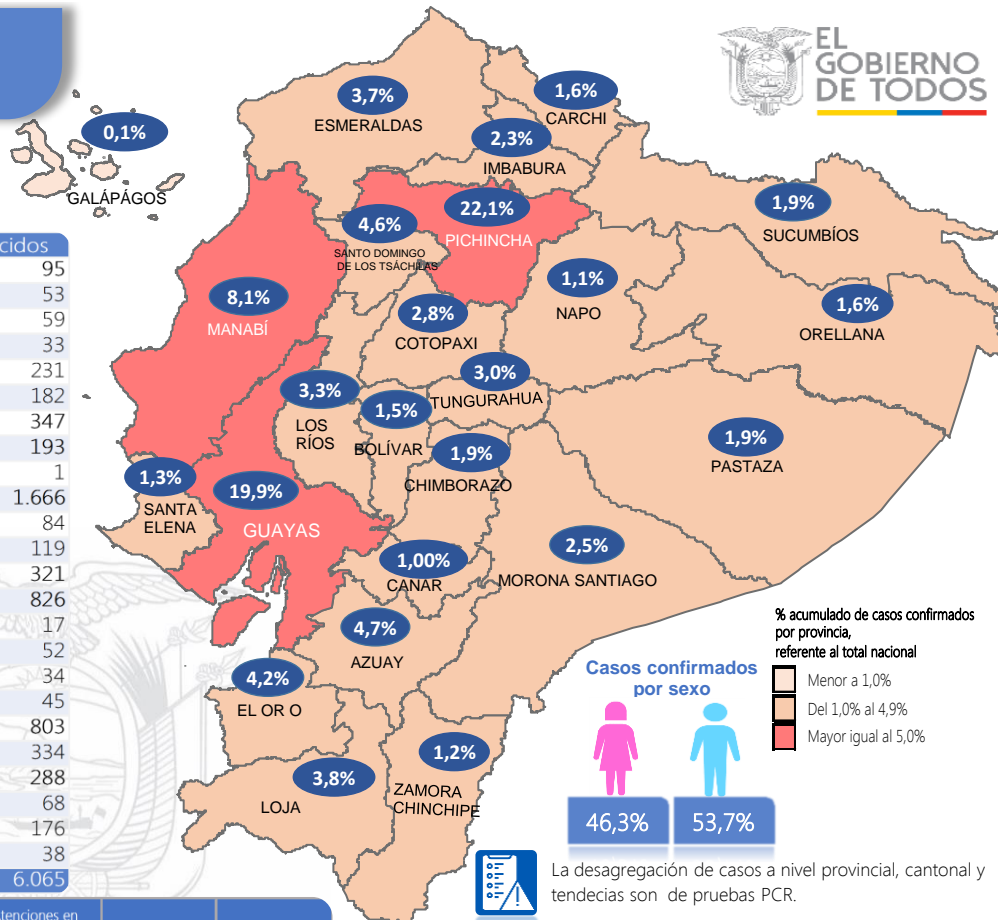 EL
GOBIERNO
DE TODOS
0,1%
GALÁPÁGOS
3,7%
ESMERALDAS
1,6%
CARCHI
2,3%
IMBABURA
1,9%
SUCUMBÍOS
22,1%
PICHINCHA
4,6%
SANTO DOMINGO
DE LOS TSÁCHILAS
8,1%
MANABÍ
1,1%
NAPO
1,6%
ORELLANA
2,8%
COTOPAXI
3,0%
TUNGURAHUA
3,3%
LOS
RÍOS
1,5%
BOLÍVAR
1,9%
CHIMBORAZO
1,9%
PASTAZA
1,3%
SANTA
ELENA
19,9%
GUAYAS
1,00%
CANAR
2,5%
MORONA SANTIAGO
4,7%
AZUAY
4,2%
EL OR O
3,8%
LOJA
1,2%
ZAMORA
CHINCHIPE
cidos
95
53
59
33
231
182
347
193
1
1.666
84
119
321
826
17
52
34
45
803
334
288
68
176
38
6.065
tenciones en
% acumulado de casos confirmados
por provincia,
referente al total nacional
Menor a 1,0%
Del 1,0% al 4,9%
Mayor igual al 5,0%
Casos confirmados
por sexo
46,3%
53,7%
La desagregación de casos a nivel provincial, cantonal y
tendecias son de pruebas PCR.